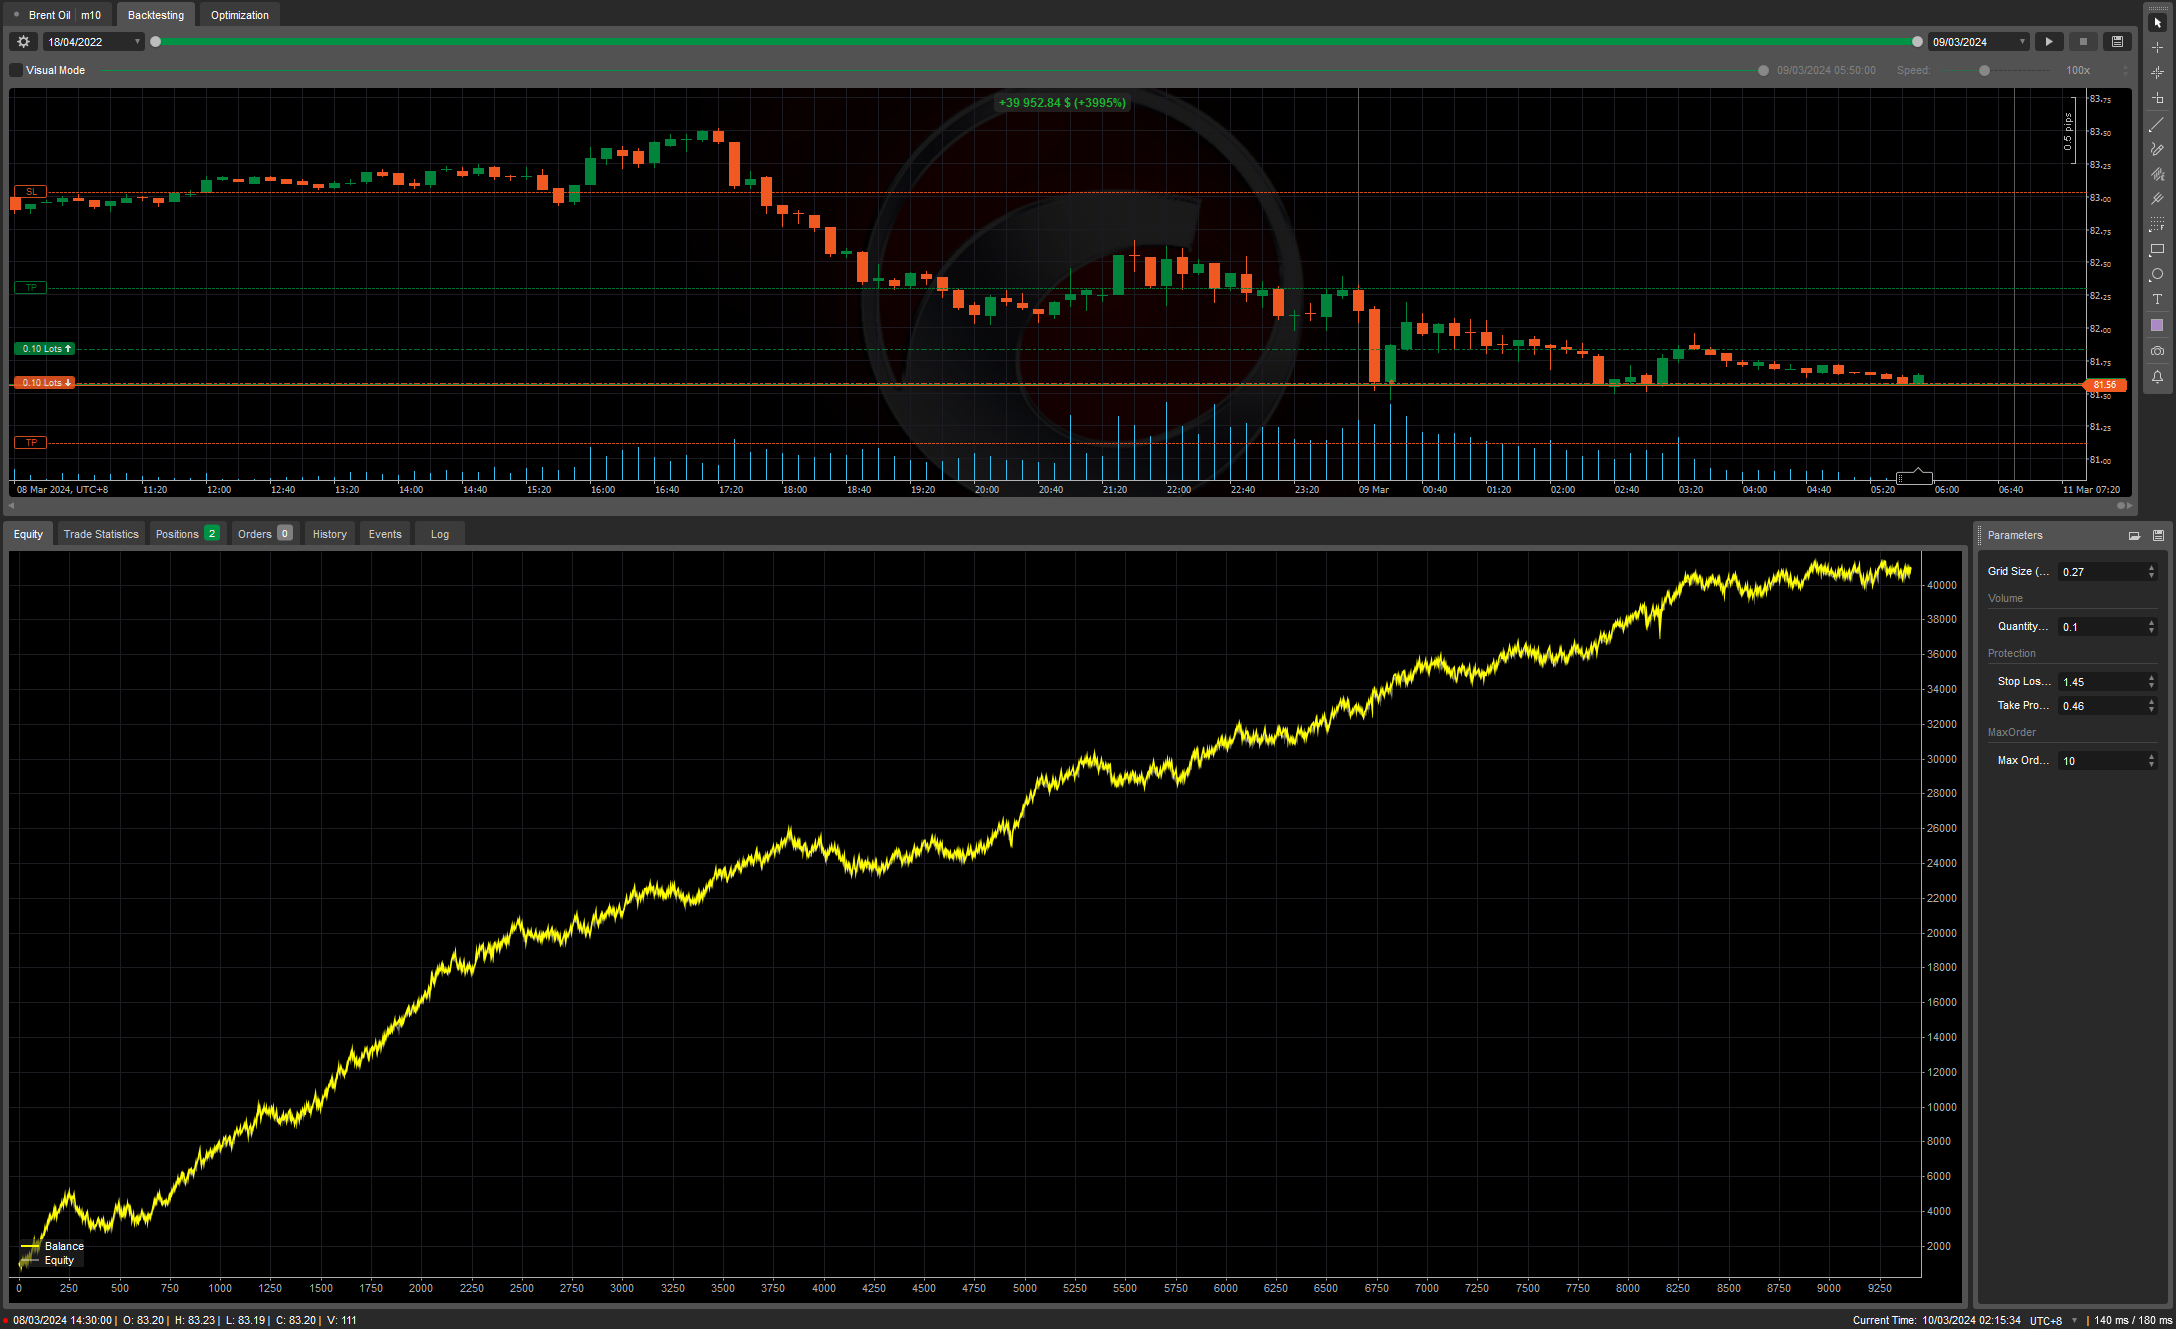 Brent Oil m10 Backtesting Optimization
18/04/2022 09/03/2024
Visual Mode 09/03/2024 05:50:00 Speed: 100x
+39 952.84 $ (+3995%)
0.5 pips
83.75
83.50
83.25
SL
83.00
82.75
82.50
TP
82.25
82.00
0.10 Lots
81.75
0.10 Lots
81.56
81.50
81.25
TP
81.00
08 Mar 2024, UTC+8 11:20 12:00 12:40 13:20 14:00 14:40 15:20 16:00 16:40 17:20 18:00 18:40 19:20 20:00 20:40 21:20 22:00 22:40 23:20 09 Mar 00:40 01:20 02:00 02:40 03:20 04:00 04:40 05:20 06:00 06:40 11 Mar 07:20
Equity Trade Statistics Positions 2 Orders 0 History Events Log
40000
38000
36000
34000
32000
30000
28000
26000
24000
22000
20000
18000
16000
14000
12000
10000
8000
6000
4000
2000
Balance
Equity
0 250 500 750 1000 1250 1500 1750 2000 2250 2500 2750 3000 3250 3500 3750 4000 4250 4500 4750 5000 5250 5500 5750 6000 6250 6500 6750 7000 7250 7500 7750 8000 8250 8500 8750 9000 9250
Parameters
Grid Size (... 0.27
Volume
Quantity... 0.1
Protection
Stop Los... 1.45
Take Pro... 0.46
MaxOrder
Max Ord... 10
08/03/2024 14:30:00 | O: 83.20 | H: 83.23 | L: 83.19 | C: 83.20 | V: 111
Current Time: 10/03/2024 02:15:34 UTC+8 | 140 ms / 180 ms